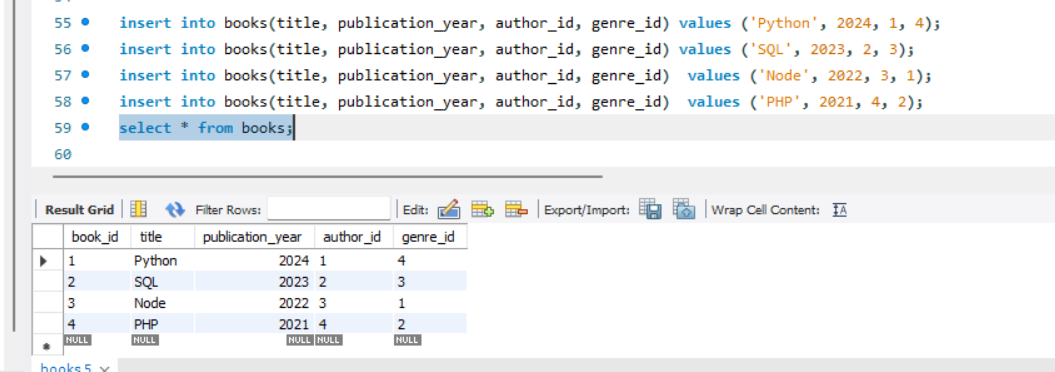 55 insert into books(title, publication_year, author_id, genre_id) values ('Python', 2024, 1, 4);
56 insert into books(title, publication_year, author_id, genre_id) values ('SQL', 2023, 2, 3);
57 insert into books(title, publication_year, author_id, genre_id)  values ('Node', 2022, 3, 1);
58 insert into books(title, publication_year, author_id, genre_id)  values ('PHP', 2021, 4, 2);
59 select * from books;
60
Result Grid Filter Rows: Edit: Export/Import: Wrap Cell Content: IA
book_id title publication_year author_id genre_id
1 Python 2024 1 4
2 SQL 2023 2 3
3 Node 2022 3 1
4 PHP 2021 4 2
NULL NULL NULL NULL NULL
books 5